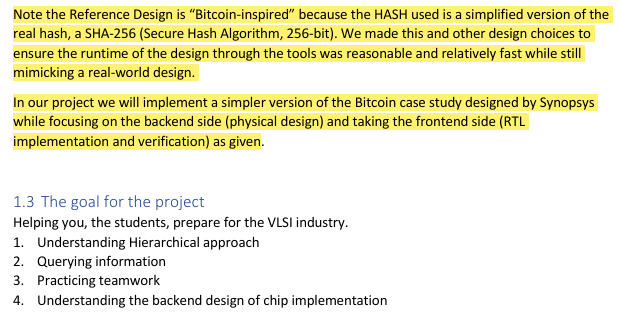 Note the Reference Design is “Bitcoin-inspired” because the HASH used is a simplified version of the
real hash, a SHA-256 (Secure Hash Algorithm, 256-bit). We made this and other design choices to
ensure the runtime of the design through the tools was reasonable and relatively fast while still
mimicking a real-world design.
In our project we will implement a simpler version of the Bitcoin case study designed by Synopsys
while focusing on the backend side (physical design) and taking the frontend side (RTL
implementation and verification) as given.
1.3 The goal for the project
Helping you, the students, prepare for the VLSI industry.
1. Understanding Hierarchical approach
2. Querying information
3. Practicing teamwork
4. Understanding the backend design of chip implementation